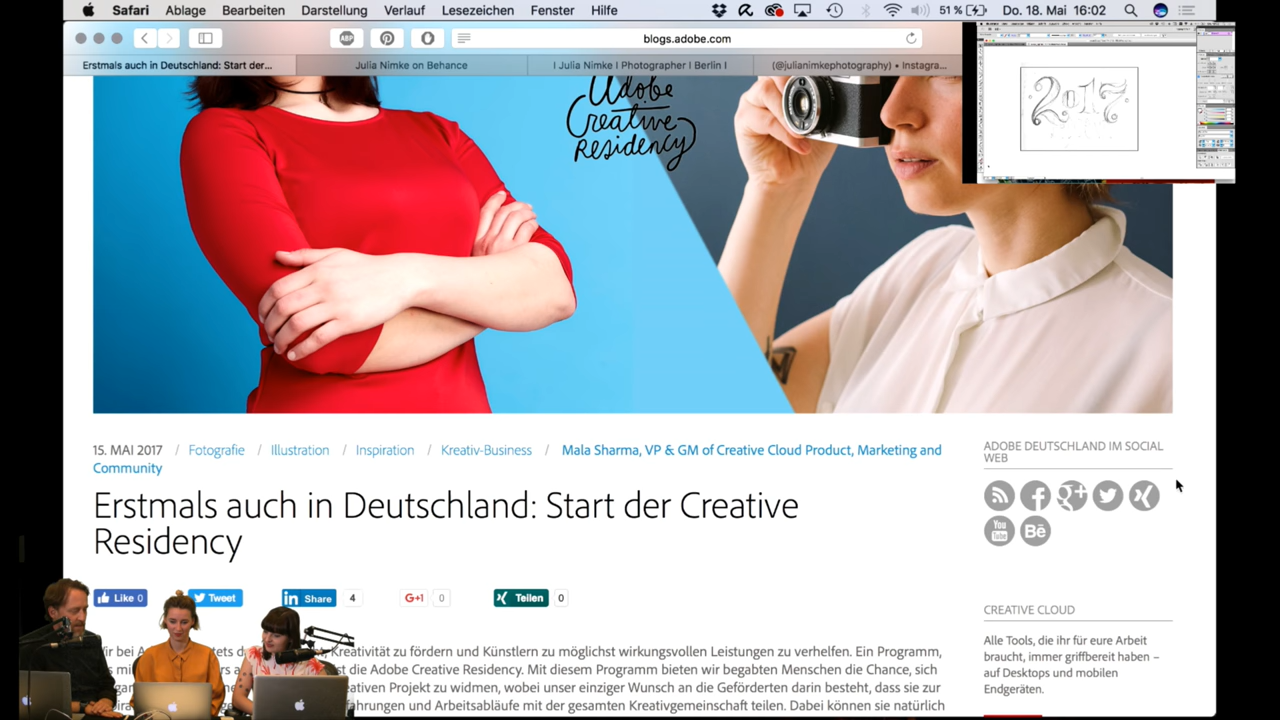 Safari Ablage Bearbeiten Darstellung Verlauf Lesezeichen Fenster Hilfe 51 % Do. 18. Mai 16:02
ABP blogs.adobe.com
Erstmals auch in Deutschland: Start der... Julia Nimke on Behance I Julia Nimke I Photographer I Berlin I (@julianimkephotography) • Instagra...
2017
Adobe
Creative
Residency
15. MAI 2017 / Fotografie / Illustration / Inspiration / Kreativ-Business / Mala Sharma, VP & GM of Creative Cloud Product, Marketing and
Community
Erstmals auch in Deutschland: Start der Creative
Residency
Like 0 Tweet in Share 4 G+1 0 Teilen 0
Kreativität zu fördern und Künstlern zu möglichst wirkungsvollen Leistungen zu verhelfen. Ein Programm,
die Adobe Creative Residency. Mit diesem Programm bieten wir begabten Menschen die Chance, sich
Projekt zu widmen, wobei unser einziger Wunsch an die Geförderten darin besteht, dass sie zur
und Arbeitsabläufe mit der gesamten Kreativgemeinschaft teilen. Dabei können sie natürlich
ADOBE DEUTSCHLAND IM SOCIAL
WEB
f g+
You Tube Bē
CREATIVE CLOUD
Alle Tools, die ihr für eure Arbeit
braucht, immer griffbereit haben –
auf Desktops und mobilen
Endgeräten.